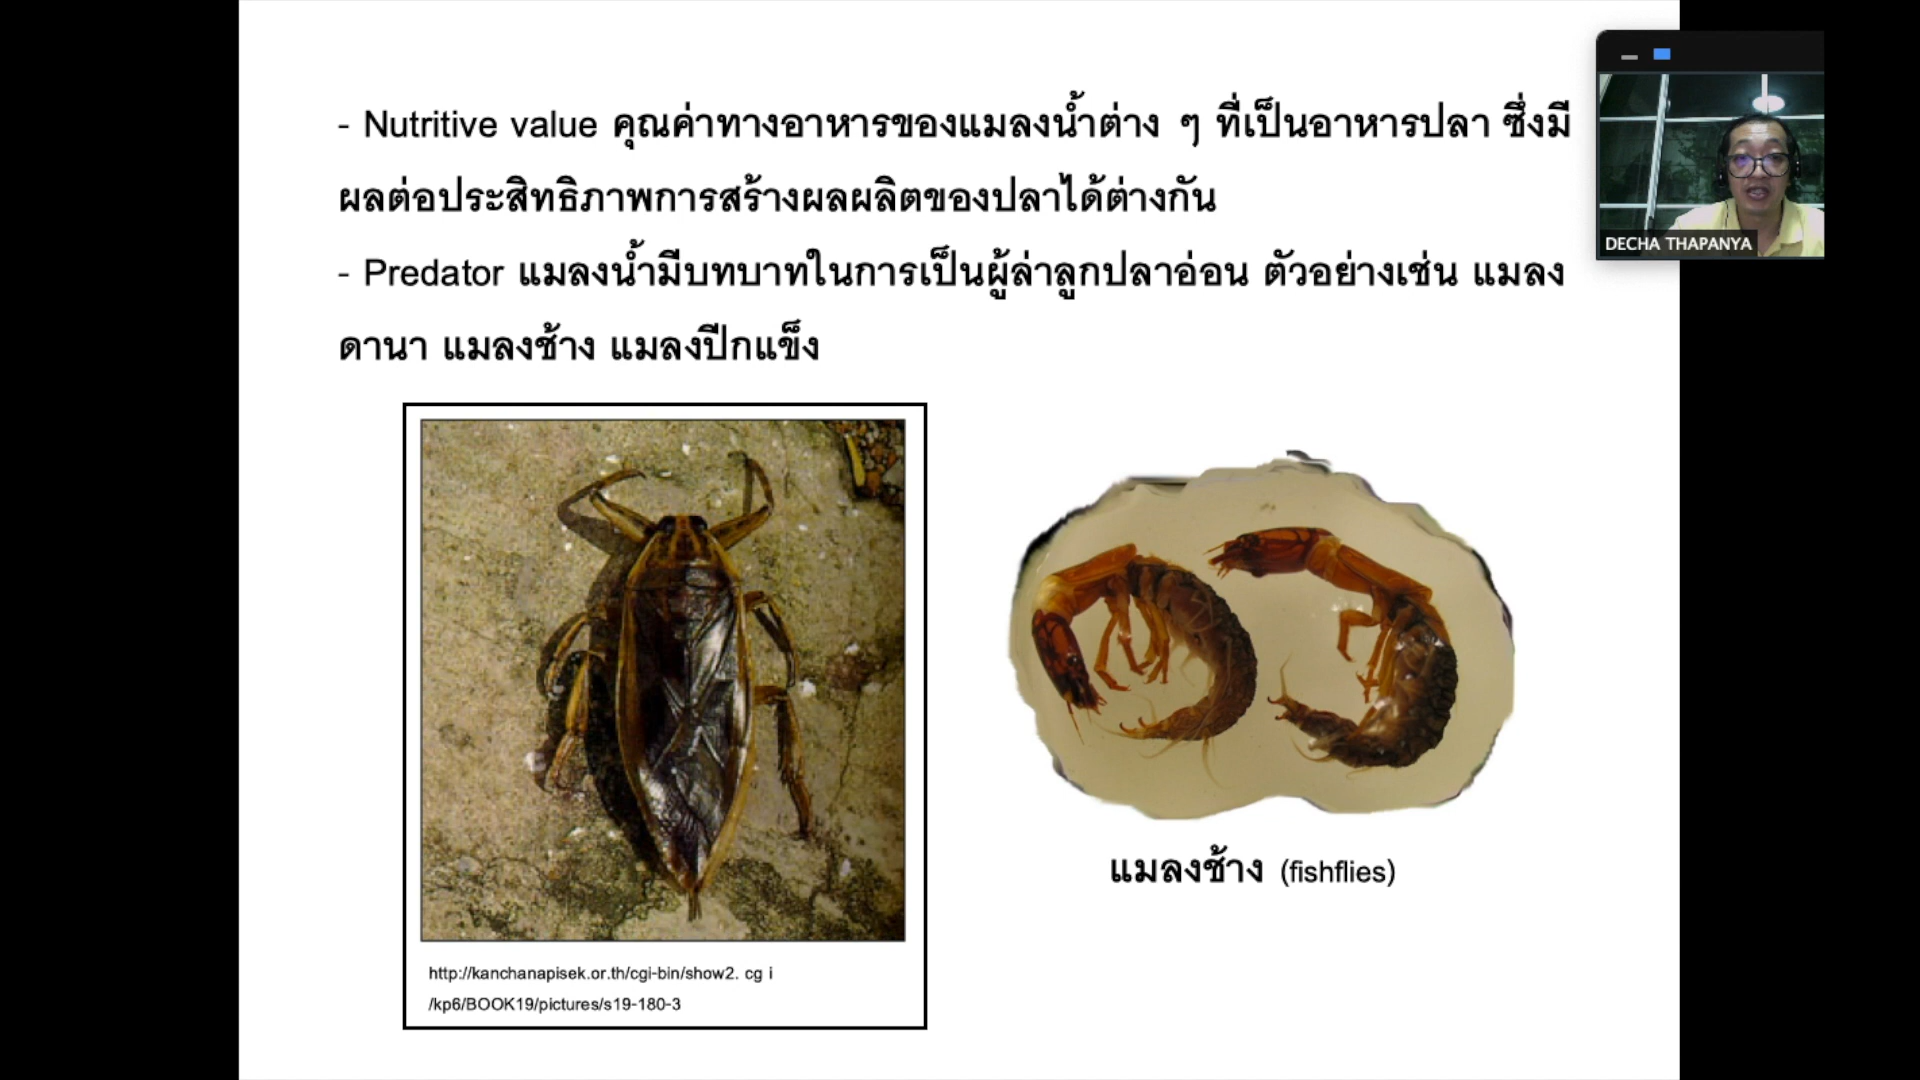 - Nutritive value คุณค่าทางอาหารของแมลงน้ำต่าง ๆ ที่เป็นอาหารปลา ซึ่งมี
ผลต่อประสิทธิภาพการสร้างผลผลิตของปลาได้ต่างกัน
- Predator แมลงน้ำมีบทบาทในการเป็นผู้ล่าลูกปลาอ่อน ตัวอย่างเช่น แมลง
ดานา แมลงช้าง แมลงปีกแข็ง
DECHA THAPANYA
แมลงช้าง (fishflies)
http://kanchanapisek.or.th/cgi-bin/show2. cg i
/kp6/BOOK19/pictures/s19-180-3